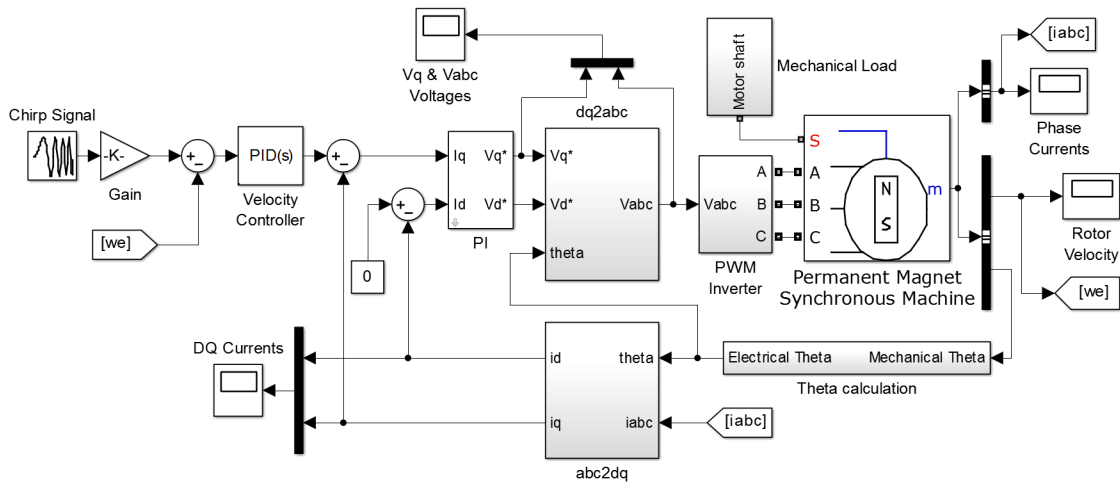 Chirp Signal
-K-
Gain
[we]
+
−
PID(s)
Velocity
Controller
+
−
0
+
−
Iq
Vq*
Id
Vd*
PI
Vq & Vabc
Voltages
dq2abc
Vq*
Vd*
theta
Vabc
Vabc
A
B
C
PWM
Inverter
Motor shaft
Mechanical Load
S
A
B
C
N
S
m
Permanent Magnet
Synchronous Machine
[iabc]
Phase
Currents
Rotor
Velocity
[we]
DQ Currents
id
iq
theta
iabc
abc2dq
Electrical Theta
Mechanical Theta
Theta calculation
[iabc]